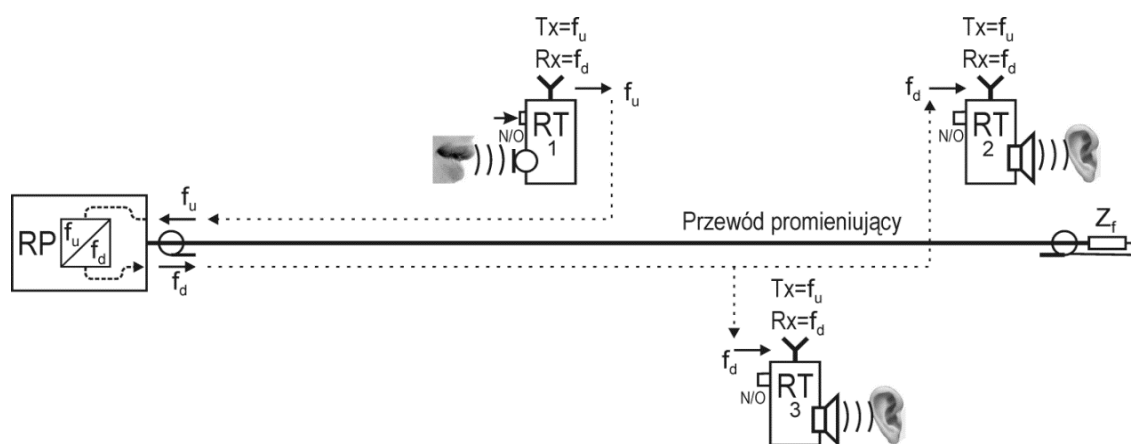 Tx=fu
Rx=fd
fu
N/O
RT
1
Tx=fu
Rx=fd
fd
N/O
RT
2
RP
fu
fd
fu
fd
Przewód promieniujący
Zf
Tx=fu
Rx=fd
fd
N/O
RT
3